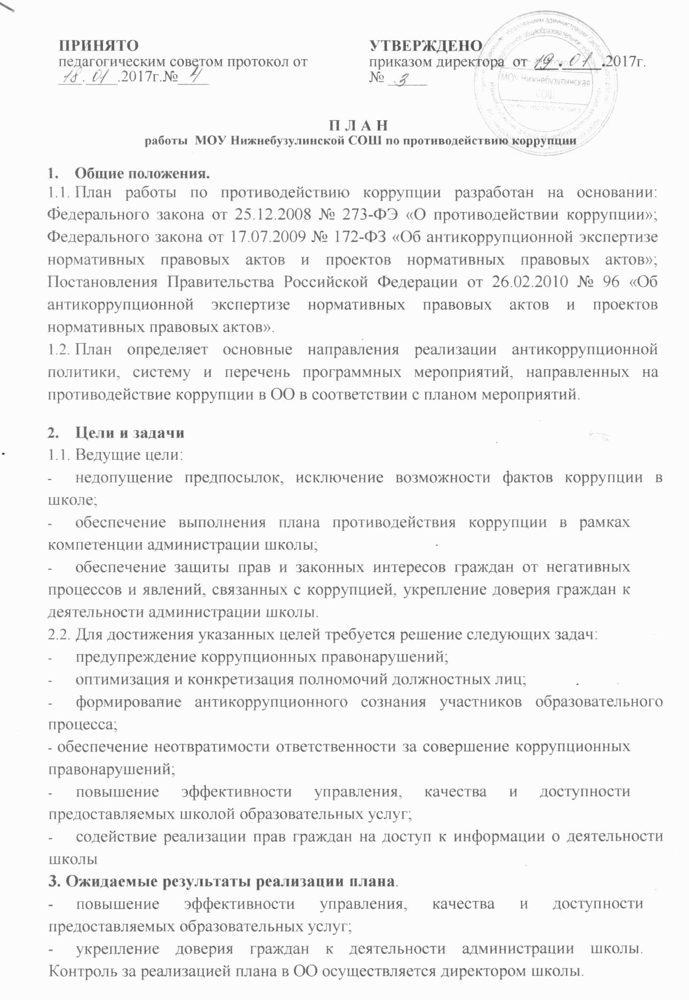 ПРИНЯТО
педагогическим советом протокол от
18.01.2017г.№ 4
УТВЕРЖДЕНО
приказом директора от 19.01.2017г.
№ 3
МОУ Нижнебузулинская
СОШ
П Л А Н
работы МОУ Нижнебузулинской СОШ по противодействию коррупции
1. Общие положения.
1.1. План работы по противодействию коррупции разработан на основании:
Федерального закона от 25.12.2008 № 273-ФЭ «О противодействии коррупции»;
Федерального закона от 17.07.2009 № 172-ФЗ «Об антикоррупционной экспертизе
нормативных правовых актов и проектов нормативных правовых актов»;
Постановления Правительства Российской Федерации от 26.02.2010 № 96 «Об
антикоррупционной экспертизе нормативных правовых актов и проектов
нормативных правовых актов».
1.2. План определяет основные направления реализации антикоррупционной
политики, систему и перечень программных мероприятий, направленных на
противодействие коррупции в ОО в соответствии с планом мероприятий.
2. Цели и задачи
1.1. Ведущие цели:
- недопущение предпосылок, исключение возможности фактов коррупции в
школе;
- обеспечение выполнения плана противодействия коррупции в рамках
компетенции администрации школы;
- обеспечение защиты прав и законных интересов граждан от негативных
процессов и явлений, связанных с коррупцией, укрепление доверия граждан к
деятельности администрации школы.
2.2. Для достижения указанных целей требуется решение следующих задач:
- предупреждение коррупционных правонарушений;
- оптимизация и конкретизация полномочий должностных лиц;
- формирование антикоррупционного сознания участников образовательного
процесса;
- обеспечение неотвратимости ответственности за совершение коррупционных
правонарушений;
- повышение эффективности управления, качества и доступности
предоставляемых школой образовательных услуг;
- содействие реализации прав граждан на доступ к информации о деятельности
школы
3. Ожидаемые результаты реализации плана.
- повышение эффективности управления, качества и доступности
предоставляемых образовательных услуг;
- укрепление доверия граждан к деятельности администрации школы.
Контроль за реализацией плана в ОО осуществляется директором школы.